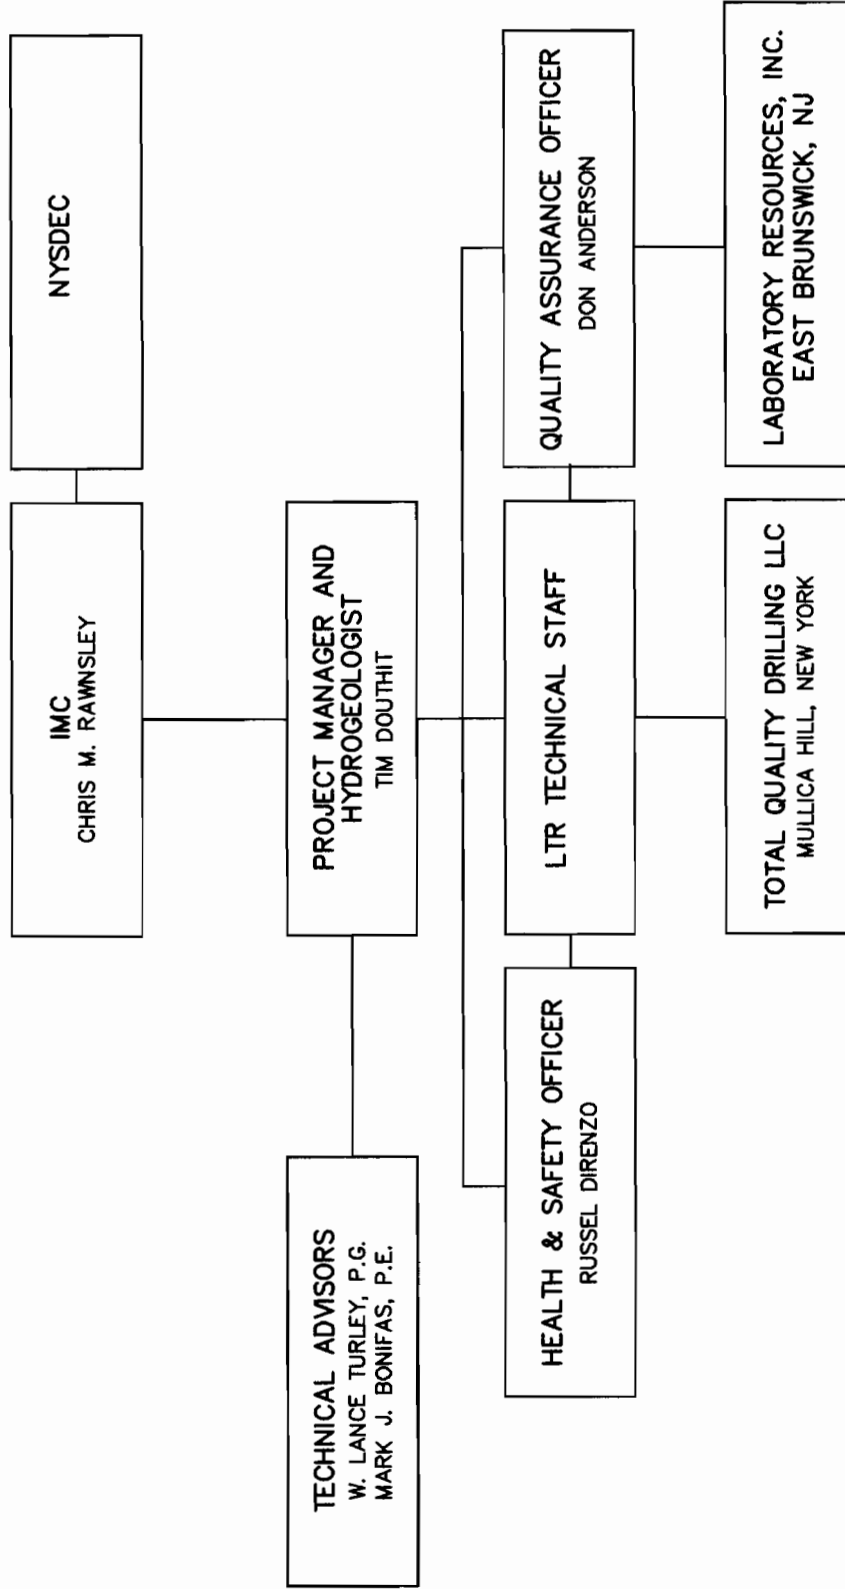 IMC
CHRIS M. RAWNSLEY
NYSDEC
TECHNICAL ADVISORS
W. LANCE TURLEY, P.G.
MARK J. BONIFAS, P.E.
PROJECT MANAGER AND
HYDROGEOLOGIST
TIM DOUTHIT
HEALTH & SAFETY OFFICER
RUSSEL DIRENZO
LTR TECHNICAL STAFF
QUALITY ASSURANCE OFFICER
DON ANDERSON
TOTAL QUALITY DRILLING LLC
MULLICA HILL, NEW YORK
LABORATORY RESOURCES, INC.
EAST BRUNSWICK, NJ